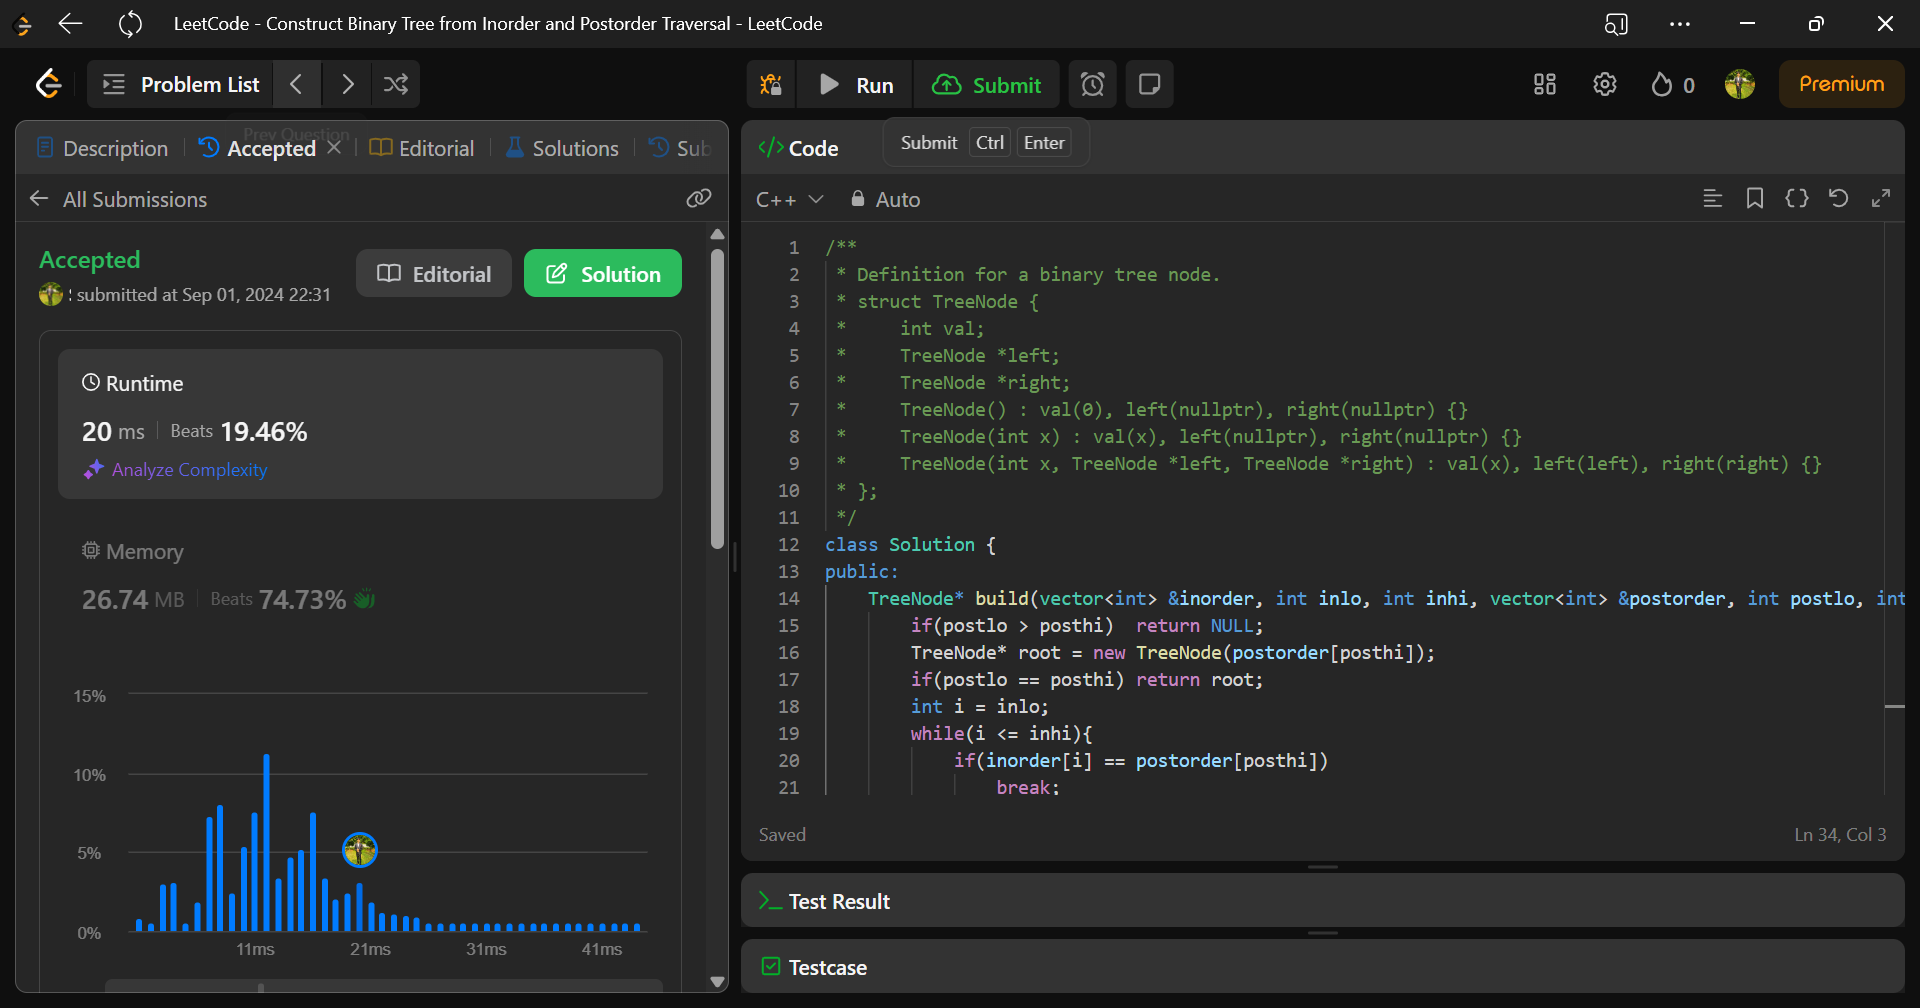 LeetCode - Construct Binary Tree from Inorder and Postorder Traversal - LeetCode
Problem List
Run
Submit
0
Premium
Prev Question
Description
Accepted
Editorial
Solutions
Sub
</> Code
Submit Ctrl Enter
All Submissions
C++
Auto
Accepted
submitted at Sep 01, 2024 22:31
Editorial
Solution
Runtime
20 ms
Beats 19.46%
Analyze Complexity
Memory
26.74 MB
Beats 74.73%
15%
10%
5%
0%
11ms
21ms
31ms
41ms
1 /**
2 * Definition for a binary tree node.
3 * struct TreeNode {
4 * int val;
5 * TreeNode *left;
6 * TreeNode *right;
7 * TreeNode() : val(0), left(nullptr), right(nullptr) {}
8 * TreeNode(int x) : val(x), left(nullptr), right(nullptr) {}
9 * TreeNode(int x, TreeNode *left, TreeNode *right) : val(x), left(left), right(right) {}
10 * };
11 */
12 class Solution {
13 public:
14 TreeNode* build(vector<int> &inorder, int inlo, int inhi, vector<int> &postorder, int postlo, int
15 if(postlo > posthi) return NULL;
16 TreeNode* root = new TreeNode(postorder[posthi]);
17 if(postlo == posthi) return root;
18 int i = inlo;
19 while(i <= inhi){
20 if(inorder[i] == postorder[posthi])
21 break;
Saved
Ln 34, Col 3
Test Result
Testcase